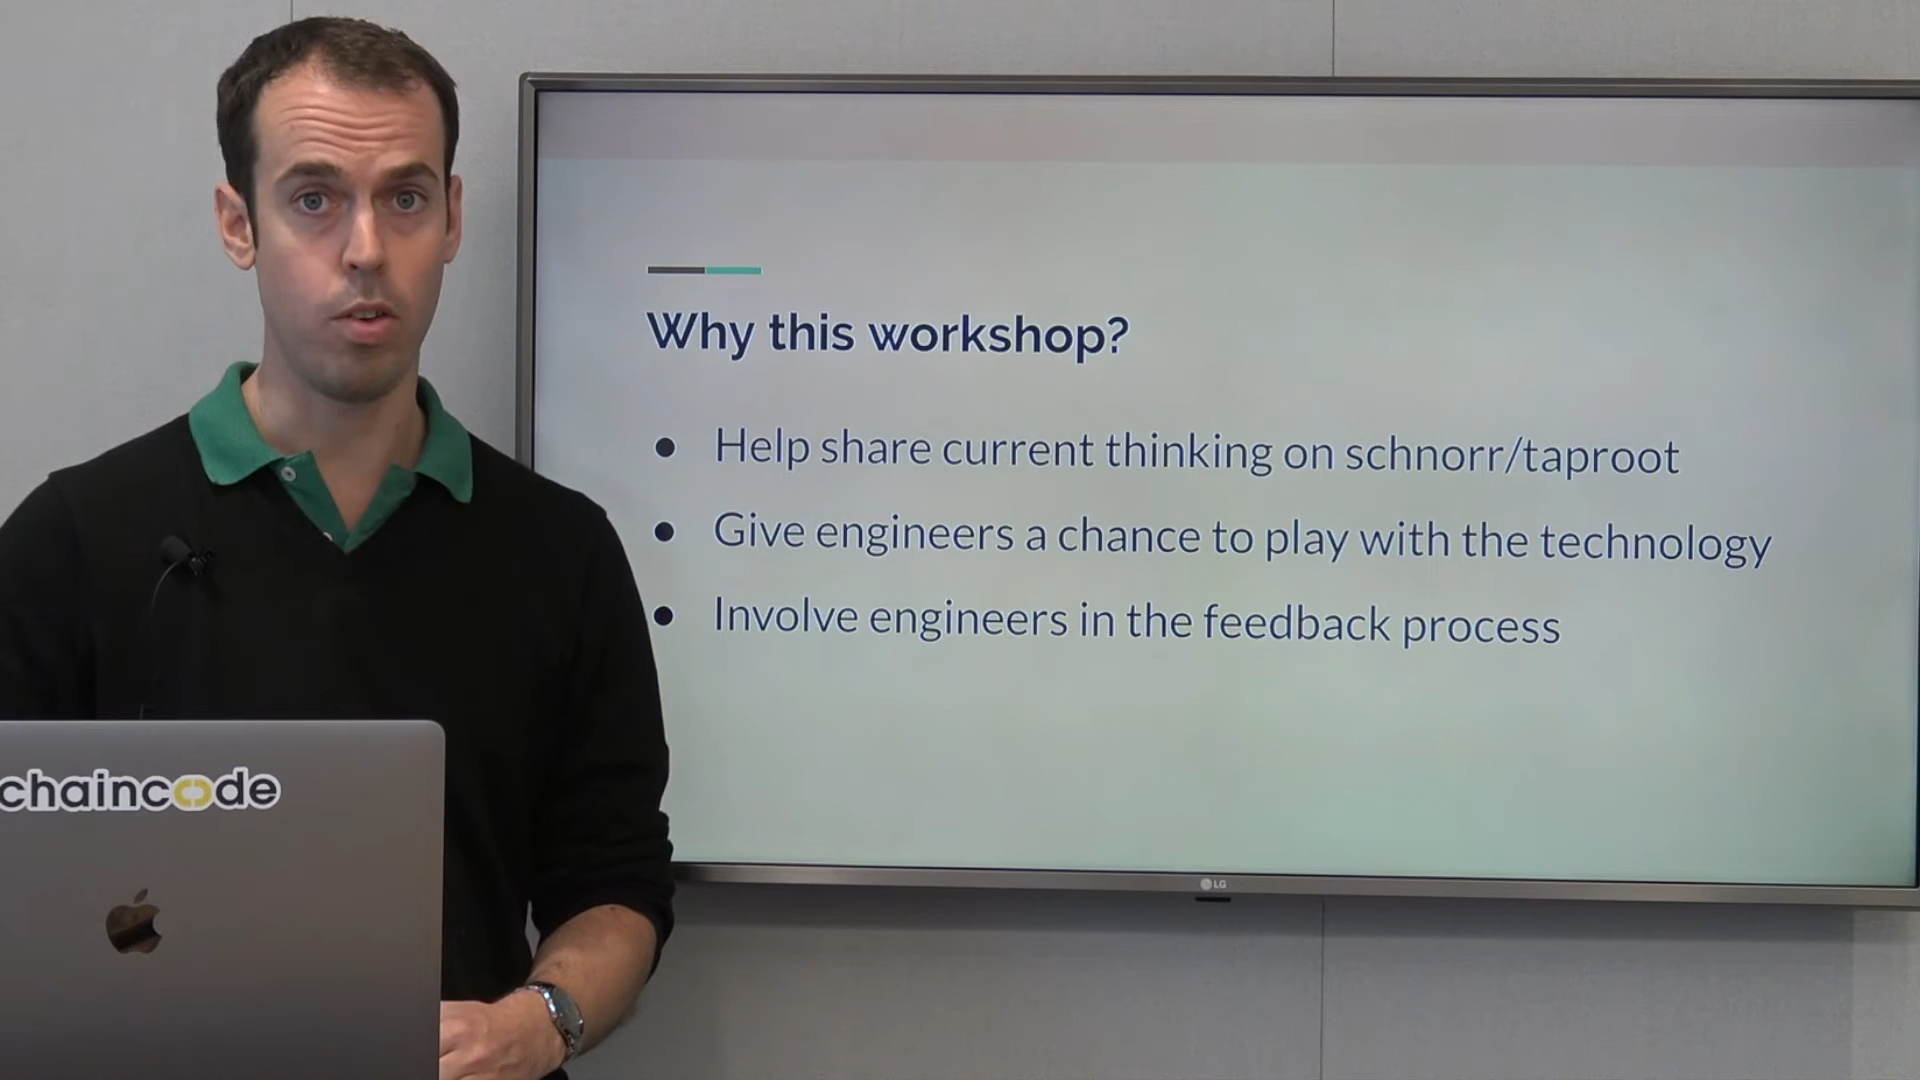 Why this workshop?
● Help share current thinking on schnorr/taproot
● Give engineers a chance to play with the technology
● Involve engineers in the feedback process
chaincode
LG